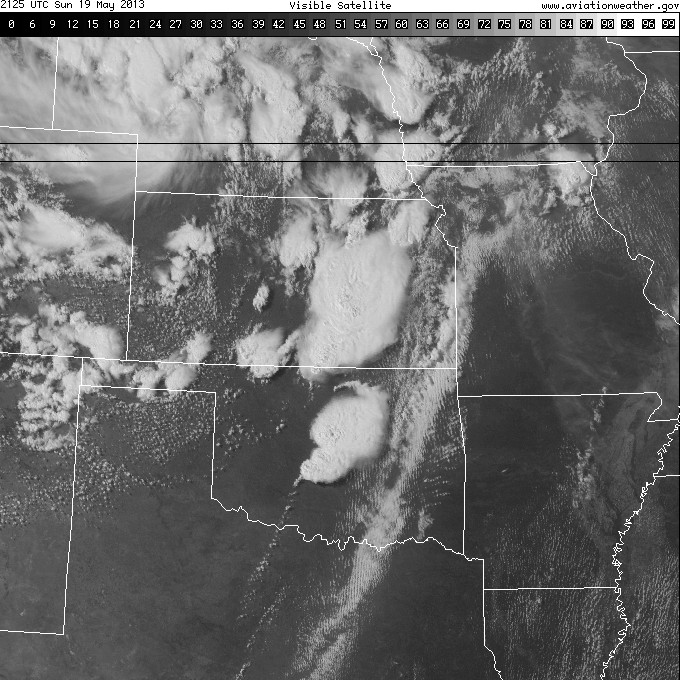 2125 UTC Sun 19 May 2013 Visible Satellite www.aviationweather.gov
0 3 6 9 12 15 18 21 24 27 30 33 36 39 42 45 48 51 54 57 60 63 66 69 72 75 78 81 84 87 90 93 96 99